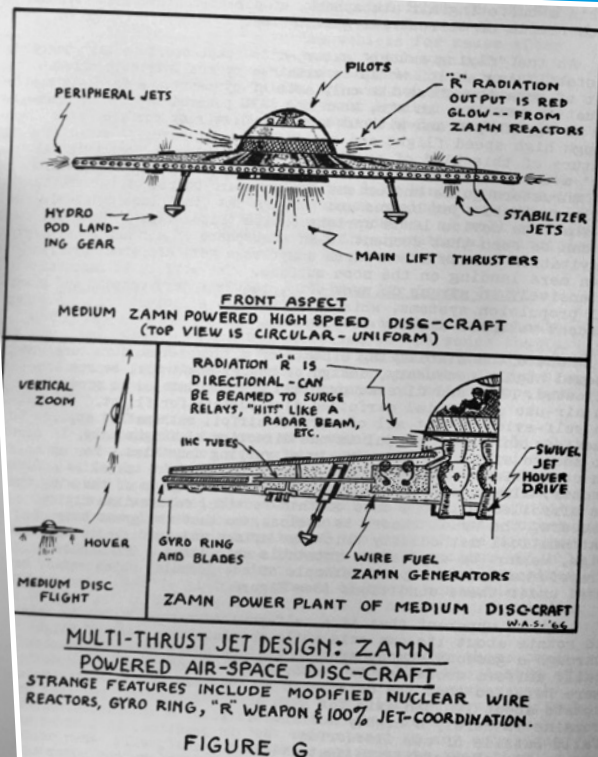 PILOTS
PERIPHERAL JETS
"R" RADIATION
OUTPUT IS RED
GLOW -- FROM
ZAMN REACTORS
HYDRO
POD LAND-
ING GEAR
STABILIZER
JETS
MAIN LIFT THRUSTERS
FRONT ASPECT
MEDIUM ZAMN POWERED HIGH SPEED DISC-CRAFT
(TOP VIEW IS CIRCULAR - UNIFORM)
VERTICAL
ZOOM
HOVER
MEDIUM DISC
FLIGHT
RADIATION "R" IS
DIRECTIONAL - CAN
BE BEAMED TO SURGE
RELAYS, "HITS" LIKE A
RADAR BEAM,
ETC.
IHC TUBES
SWIVEL
JET
HOVER
DRIVE
GYRO RING
AND BLADES
WIRE FUEL
ZAMN GENERATORS
ZAMN POWER PLANT OF MEDIUM DISC-CRAFT
W.A.S. '66
MULTI-THRUST JET DESIGN: ZAMN
POWERED AIR-SPACE DISC-CRAFT
STRANGE FEATURES INCLUDE MODIFIED NUCLEAR WIRE
REACTORS, GYRO RING, "R" WEAPON & 100% JET-COORDINATION.
FIGURE G